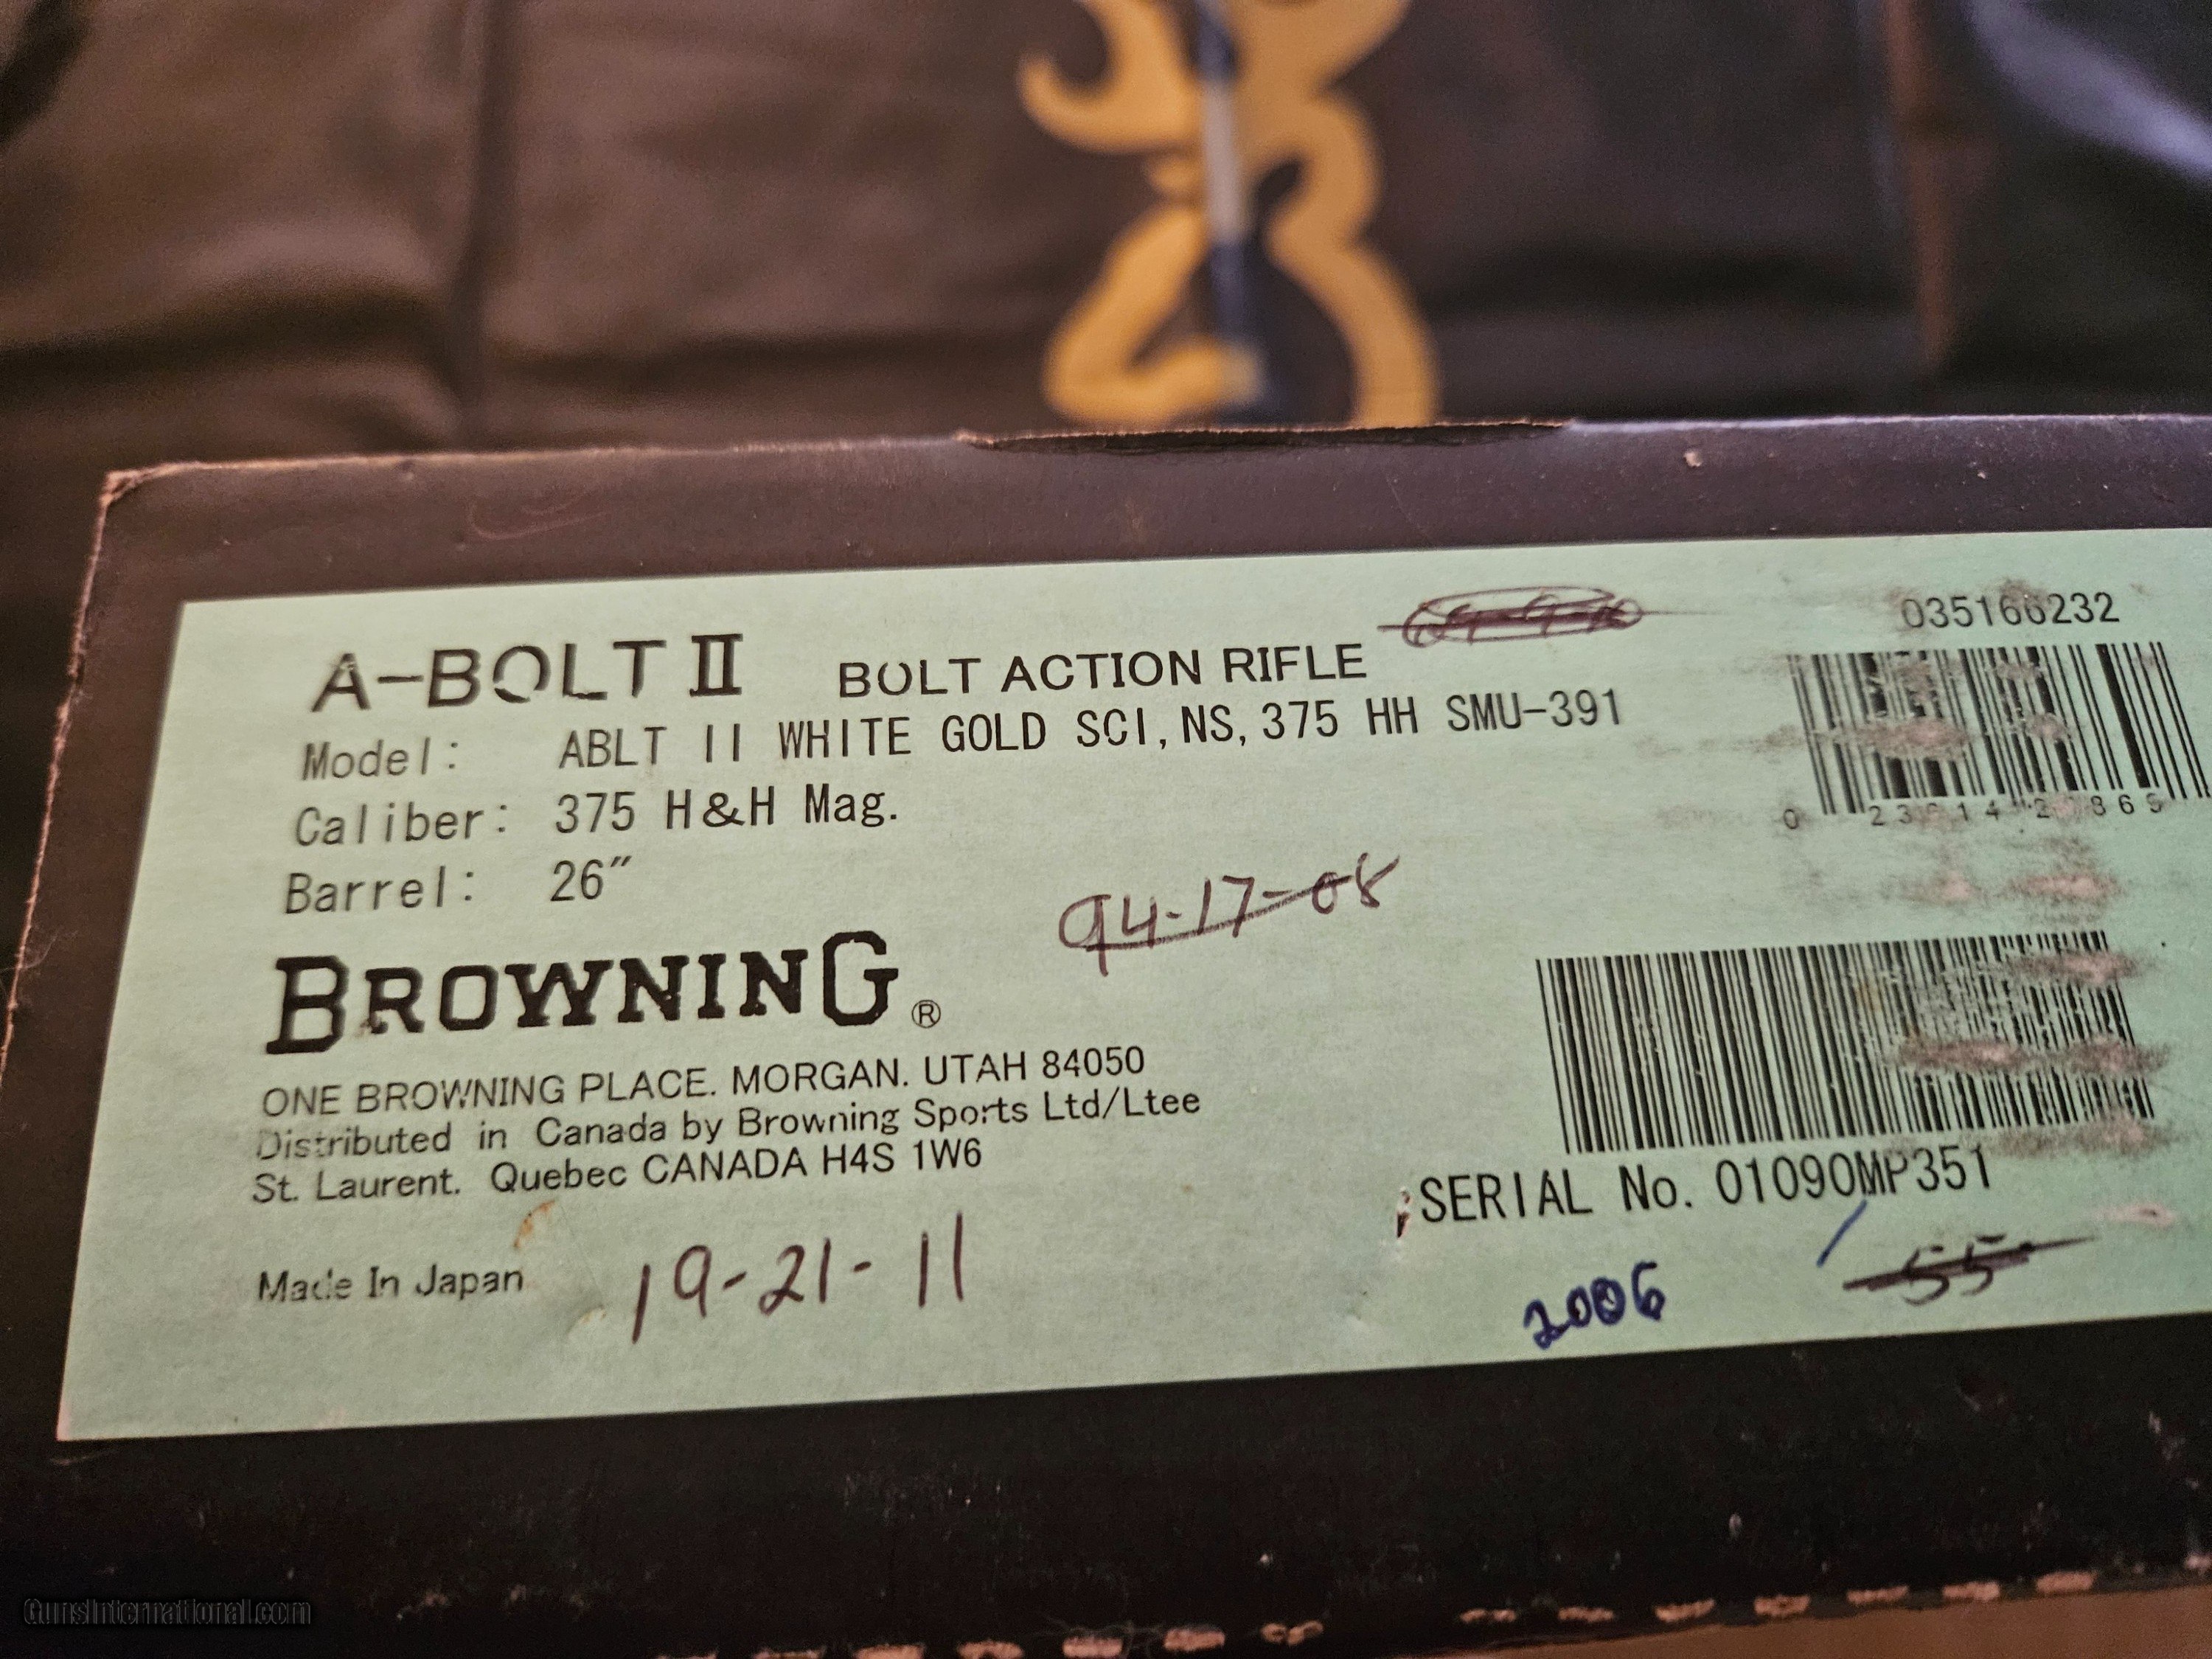 035166232
A-BOLT II BOLT ACTION RIFLE
Model: ABLT II WHITE GOLD SCI, NS, 375 HH SMU-391
Caliber: 375 H&H Mag.
Barrel: 26"
94-17-08
BROWNING®
ONE BROWNING PLACE. MORGAN. UTAH 84050
Distributed in Canada by Browning Sports Ltd/Ltee
St. Laurent. Quebec CANADA H4S 1W6
SERIAL No. 01090MP351
Made In Japan
19-21-11
2006
55
GunsInternational.com